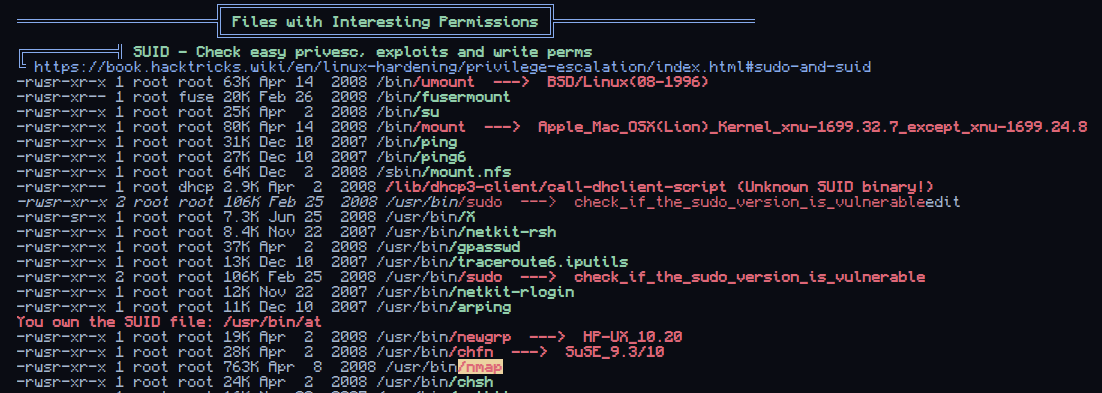 Files with Interesting Permissions
SUID - Check easy privesc, exploits and write perms
https://book.hacktricks.wiki/en/linux-hardening/privilege-escalation/index.html#sudo-and-suid
-rwsr-xr-x 1 root root 63K Apr 14  2008 /bin/umount  --->  BSD/Linux(08-1996)
-rwsr-xr-- 1 root fuse 20K Feb 26  2008 /bin/fusermount
-rwsr-xr-x 1 root root 25K Apr  2  2008 /bin/su
-rwsr-xr-x 1 root root 80K Apr 14  2008 /bin/mount  --->  Apple_Mac_OSX(Lion)_Kernel_xnu-1699.32.7_except_xnu-1699.24.8
-rwsr-xr-x 1 root root 31K Dec 10  2007 /bin/ping
-rwsr-xr-x 1 root root 27K Dec 10  2007 /bin/ping6
-rwsr-xr-x 1 root root 64K Dec  2  2008 /sbin/mount.nfs
-rwsr-xr-- 1 root dhcp 2.9K Apr  2  2008 /lib/dhcp3-client/call-dhclient-script (Unknown SUID binary!)
-rwsr-xr-x 2 root root 106K Feb 25  2008 /usr/bin/sudo  --->  check_if_the_sudo_version_is_vulnerableedit
-rwsr-sr-x 1 root root 7.3K Jun 25  2008 /usr/bin/X
-rwsr-xr-x 1 root root 8.4K Nov 22  2007 /usr/bin/netkit-rsh
-rwsr-xr-x 1 root root 37K Apr  2  2008 /usr/bin/gpasswd
-rwsr-xr-x 1 root root 13K Dec 10  2007 /usr/bin/traceroute6.iputils
-rwsr-xr-x 2 root root 106K Feb 25  2008 /usr/bin/sudo  --->  check_if_the_sudo_version_is_vulnerable
-rwsr-xr-x 1 root root 12K Nov 22  2007 /usr/bin/netkit-rlogin
-rwsr-xr-x 1 root root 11K Dec 10  2007 /usr/bin/arping
You own the SUID file: /usr/bin/at
-rwsr-xr-x 1 root root 19K Apr  2  2008 /usr/bin/newgrp  --->  HP-UX_10.20
-rwsr-xr-x 1 root root 28K Apr  2  2008 /usr/bin/chfn  --->  SuSE_9.3/10
-rwsr-xr-x 1 root root 763K Apr  8  2008 /usr/bin/nmap
-rwsr-xr-x 1 root root 24K Apr  2  2008 /usr/bin/chsh